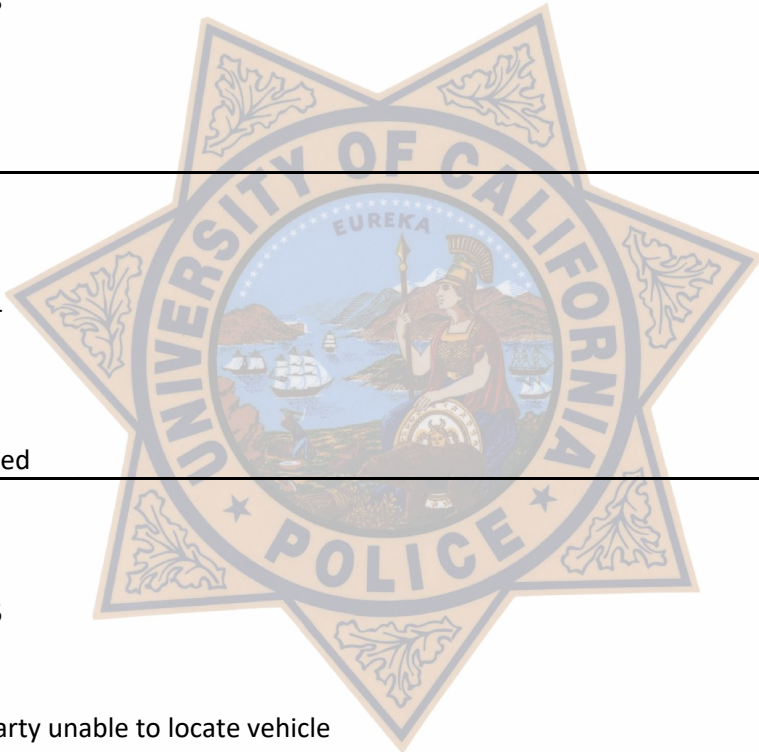 EUREKA
UNIVERSITY OF CALIFORNIA
ed
POLICE
arty unable to locate vehicle